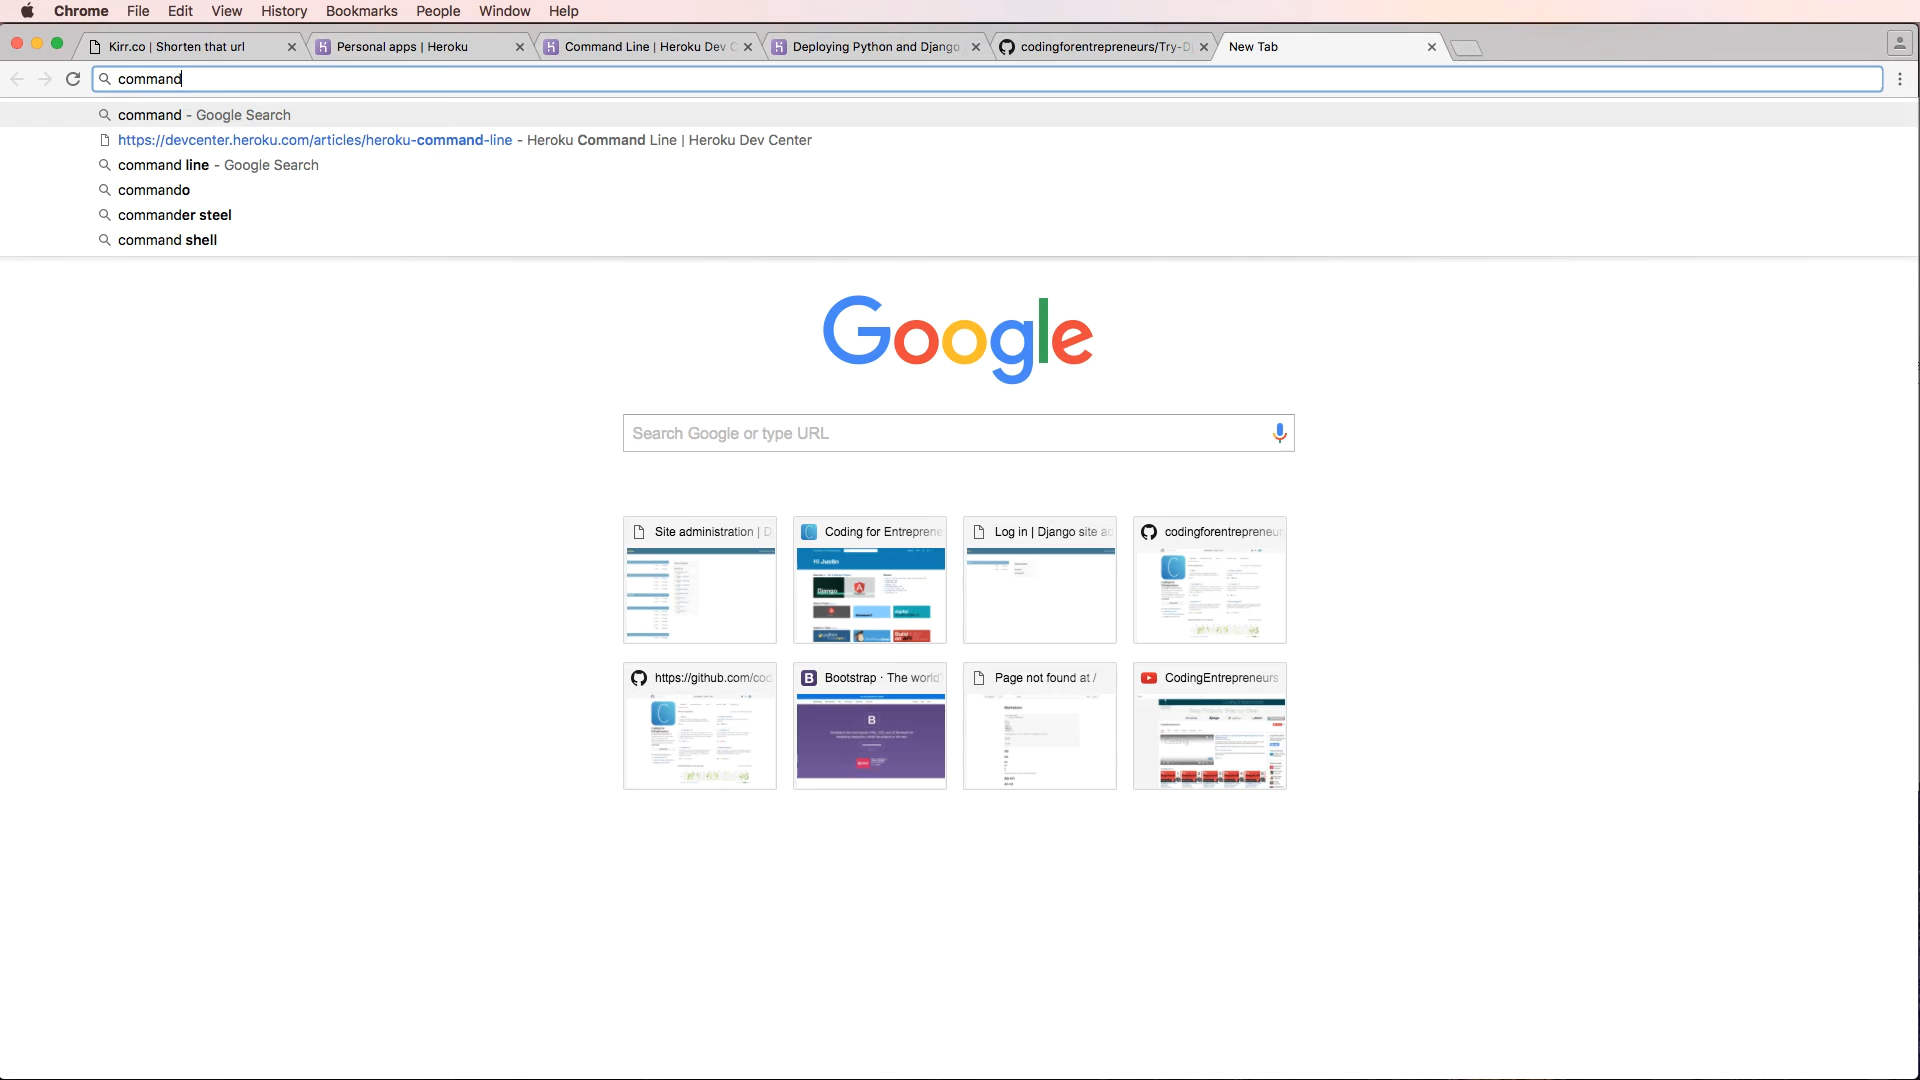 Chrome File Edit View History Bookmarks People Window Help
Kirr.co | Shorten that url
Personal apps | Heroku
Command Line | Heroku Dev C
Deploying Python and Django
codingforentrepreneurs/Try-D
New Tab
command
command - Google Search
https://devcenter.heroku.com/articles/heroku-command-line - Heroku Command Line | Heroku Dev Center
command line - Google Search
commando
commander steel
command shell
Google
Search Google or type URL
Site administration | D
Coding for Entreprene
Log in | Django site ad
codingforentrepreneur
Hi Justin
Django
https://github.com/cod
Bootstrap · The world'
Page not found at /
CodingEntrepreneurs
B